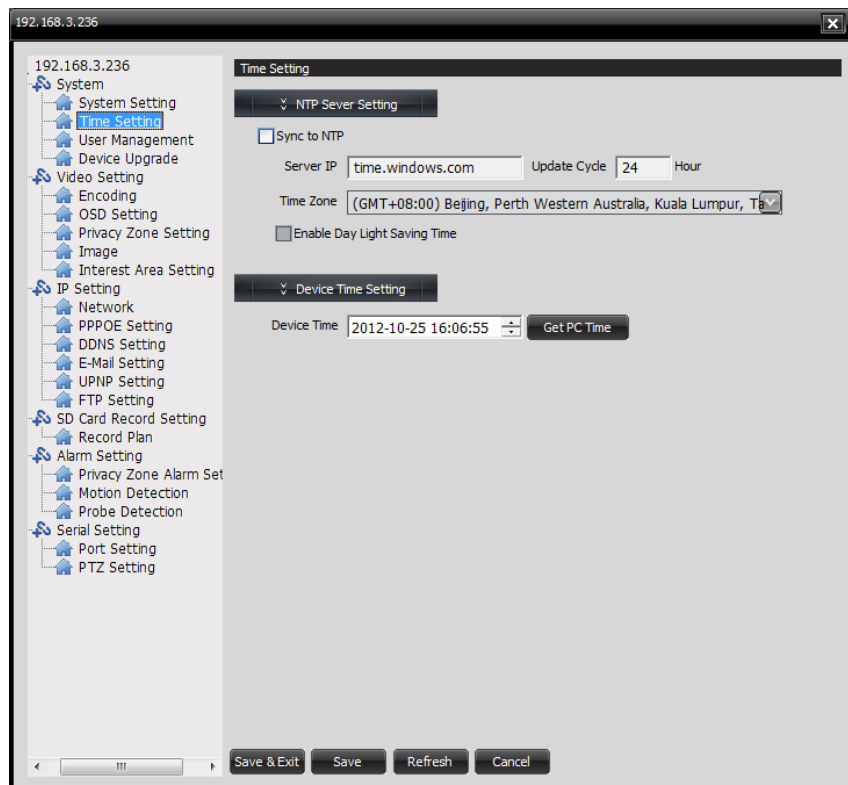 192.168.3.236
192.168.3.236
System
System Setting
Time Setting
User Management
Device Upgrade
Video Setting
Encoding
OSD Setting
Privacy Zone Setting
Image
Interest Area Setting
IP Setting
Network
PPPOE Setting
DDNS Setting
E-Mail Setting
UPNP Setting
FTP Setting
SD Card Record Setting
Record Plan
Alarm Setting
Privacy Zone Alarm Set
Motion Detection
Probe Detection
Serial Setting
Port Setting
PTZ Setting
Time Setting
NTP Sever Setting
Sync to NTP
Server IP time.windows.com Update Cycle 24 Hour
Time Zone (GMT+08:00) Beijing, Perth Western Australia, Kuala Lumpur, Ta
Enable Day Light Saving Time
Device Time Setting
Device Time 2012-10-25 16:06:55 Get PC Time
Save & Exit Save Refresh Cancel